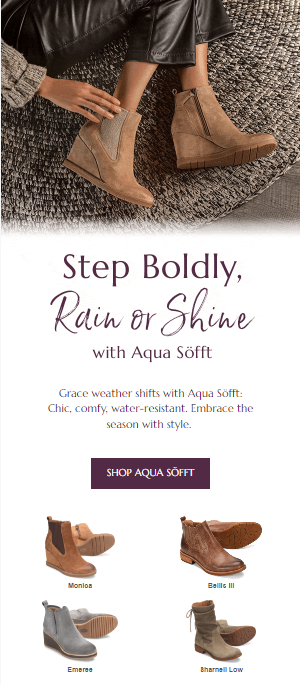 Step Boldly,
Rain or Shine
with Aqua Söfft
Grace weather shifts with Aqua Söfft:
Chic, comfy, water-resistant. Embrace the
season with style.
SHOP AQUA SÖFFT
Monica
Bellis III
Emeree
Sharnell Low